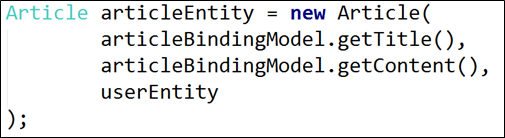 Article articleEntity = new Article(
        articleBindingModel.getTitle(),
        articleBindingModel.getContent(),
        userEntity
);